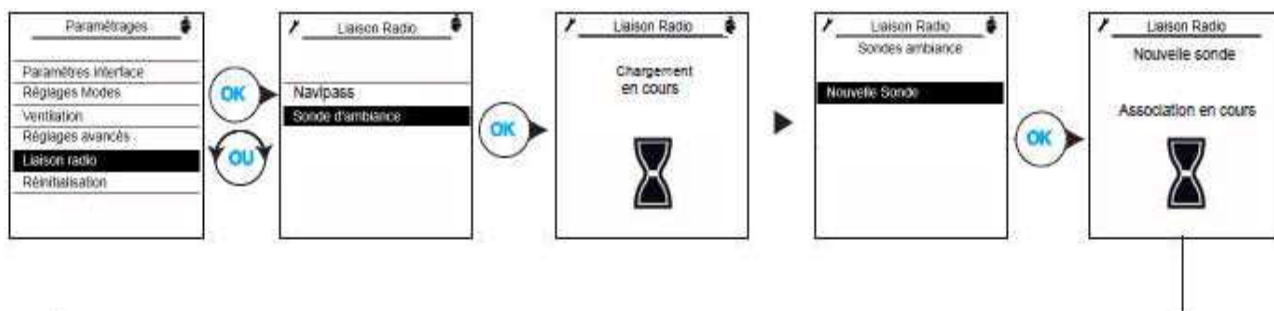 Paramétrages
Paramètres interface
Réglages Modes
Ventilation
Réglages avancés
Liaison radio
Réinitialisation
OK
OU
Liaison Radio
Navipass
Sonde d'ambiance
OK
Liaison Radio
Chargement
en cours
Liaison Radio
Sondes ambiance
Nouvelle Sonde
OK
Liaison Radio
Nouvelle sonde
Association en cours